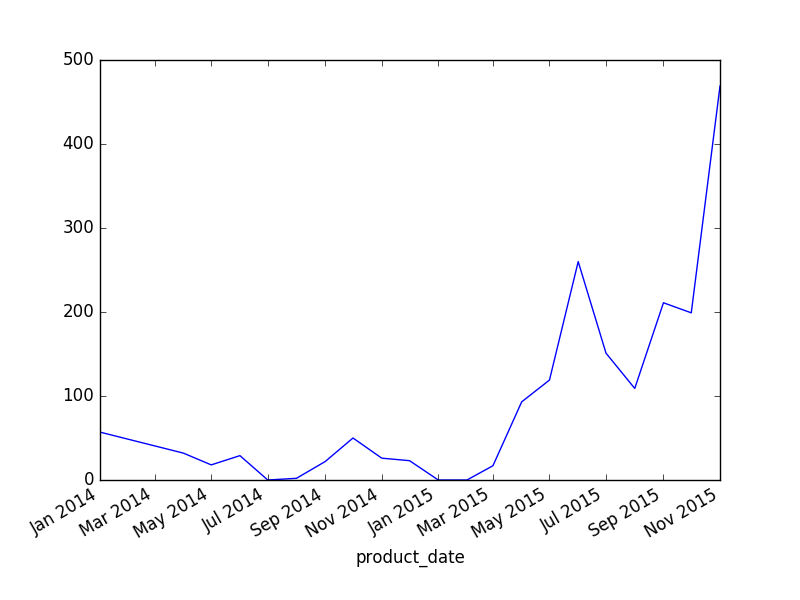 500
400
300
200
100
0
Jan 2014
Mar 2014
May 2014
Jul 2014
Sep 2014
Nov 2014
Jan 2015
Mar 2015
May 2015
Jul 2015
Sep 2015
Nov 2015
product_date